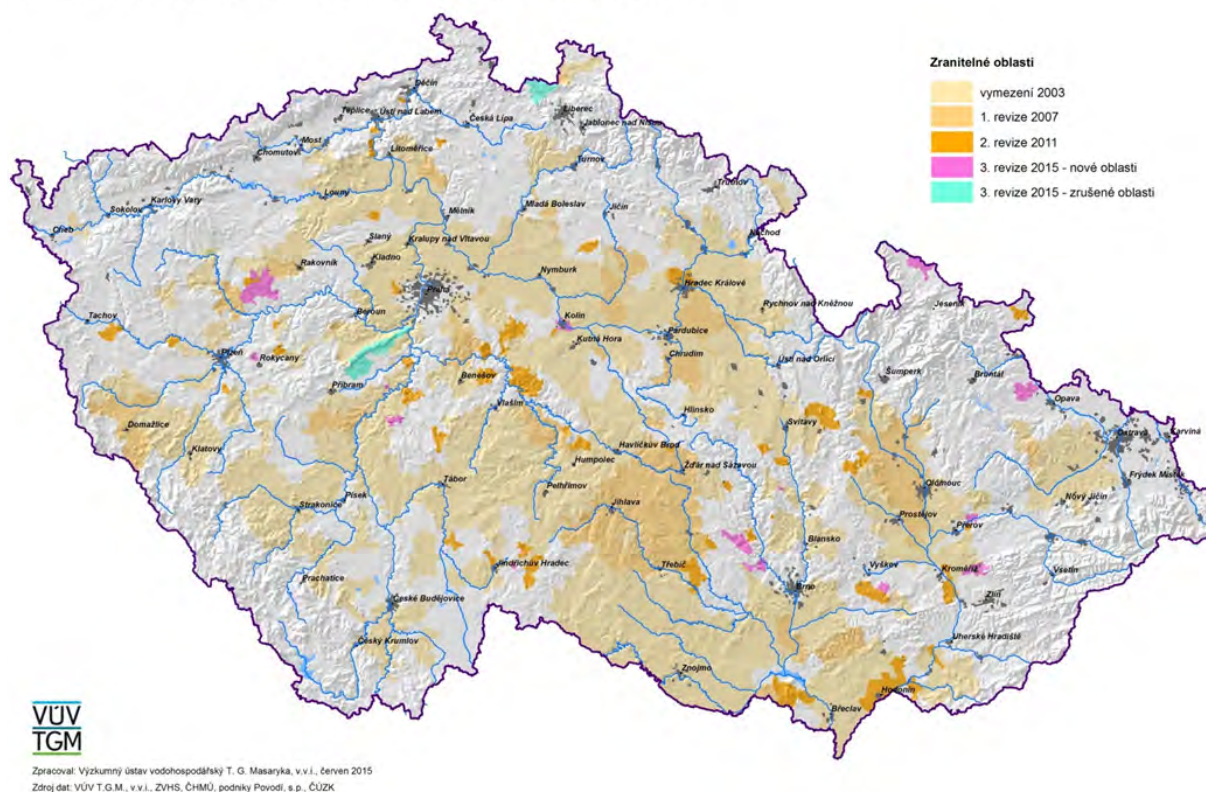 Zranitelné oblasti
vymezení 2003
1. revize 2007
2. revize 2011
3. revize 2015 - nové oblasti
3. revize 2015 - zrušené oblasti
Děčín
Teplice
Ústí nad Labem
Česká Lípa
Liberec
Jablonec nad Nisou
Most
Chomutov
Litoměřice
Turnov
Trutnov
Louny
Karlovy Vary
Sokolov
Cheb
Mladá Boleslav
Jičín
Mělník
Náchod
Slaný
Kralupy nad Vltavou
Rakovník
Kladno
Nymburk
Hradec Králové
Praha
Rychnov nad Kněžnou
Jeseník
Beroun
Tachov
Kolín
Pardubice
Kutná Hora
Chrudim
Plzeň
Rokycany
Ústí nad Orlicí
Šumperk
Bruntál
Příbram
Benešov
Opava
Vlašim
Hlinsko
Svitavy
Domažlice
Ostrava
Karviná
Klatovy
Havlíčkův Brod
Humpolec
Žďár nad Sázavou
Frýdek Místek
Tábor
Pelhřimov
Olomouc
Nový Jičín
Písek
Strakonice
Jihlava
Prostějov
Přerov
Blansko
Vsetín
Třebíč
Vyškov
Kroměříž
Jindřichův Hradec
Prachatice
Brno
Zlín
České Budějovice
Český Krumlov
Uherské Hradiště
Znojmo
Hodonín
Břeclav
VÚV
TGM
Zpracoval: Výzkumný ústav vodohospodářský T. G. Masaryka, v.v.i., červen 2015
Zdroj dat: VÚV T.G.M., v.v.i., ZVHS, ČHMÚ, podniky Povodí, s.p., ČÚZK